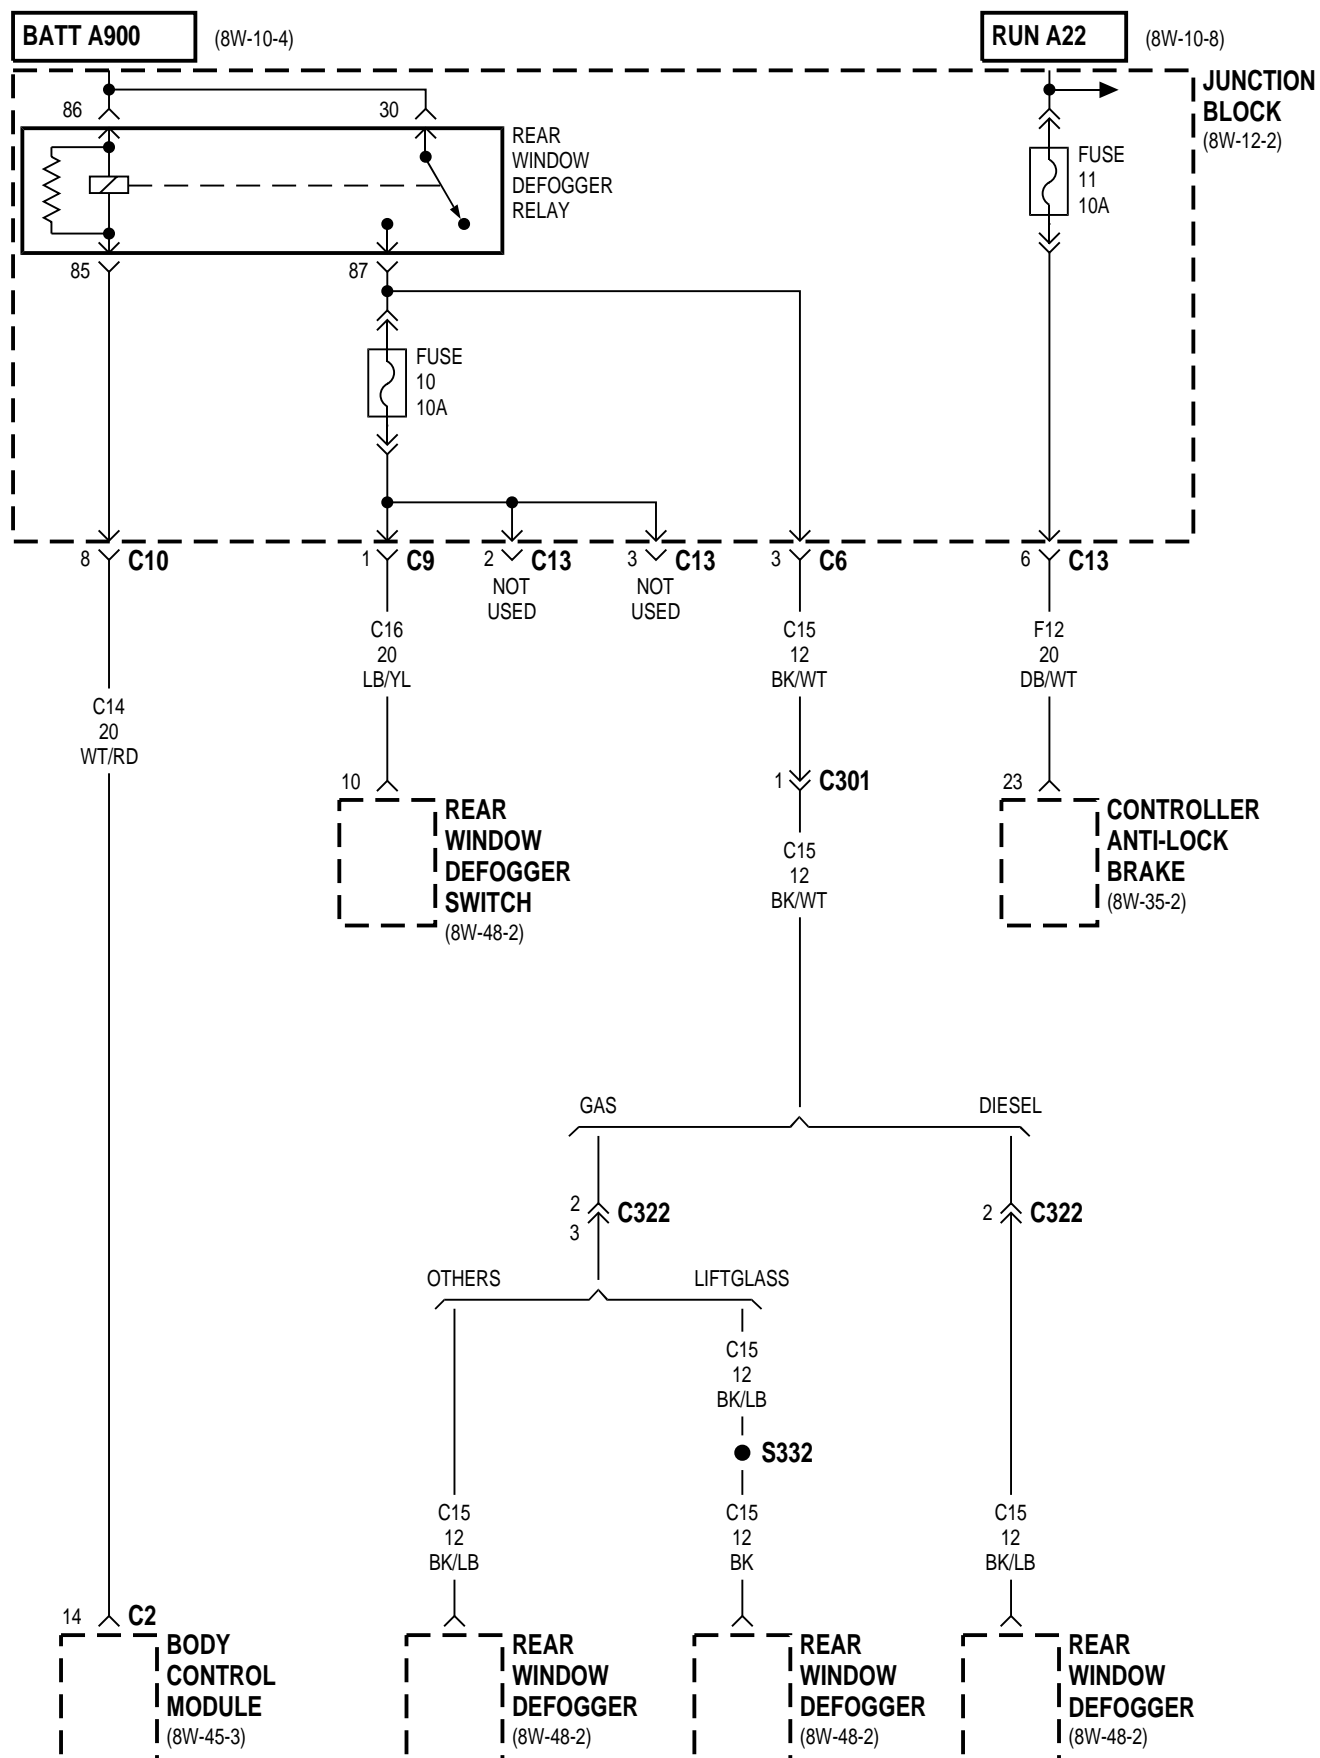 BATT A900
(8W-10-4)
RUN A22
(8W-10-8)
JUNCTION
BLOCK
(8W-12-2)
86
30
REAR
WINDOW
DEFOGGER
RELAY
FUSE
11
10A
85
87
FUSE
10
10A
8
C10
1
C9
2
C13
NOT
USED
3
C13
NOT
USED
3
C6
6
C13
C16
20
LB/YL
C15
12
BK/WT
F12
20
DB/WT
C14
20
WT/RD
10
REAR
WINDOW
DEFOGGER
SWITCH
(8W-48-2)
1
C301
23
CONTROLLER
ANTI-LOCK
BRAKE
(8W-35-2)
C15
12
BK/WT
GAS
DIESEL
2
3
C322
2
C322
OTHERS
LIFTGLASS
C15
12
BK/LB
S332
C15
12
BK/LB
C15
12
BK
C15
12
BK/LB
14
C2
BODY
CONTROL
MODULE
(8W-45-3)
REAR
WINDOW
DEFOGGER
(8W-48-2)
REAR
WINDOW
DEFOGGER
(8W-48-2)
REAR
WINDOW
DEFOGGER
(8W-48-2)